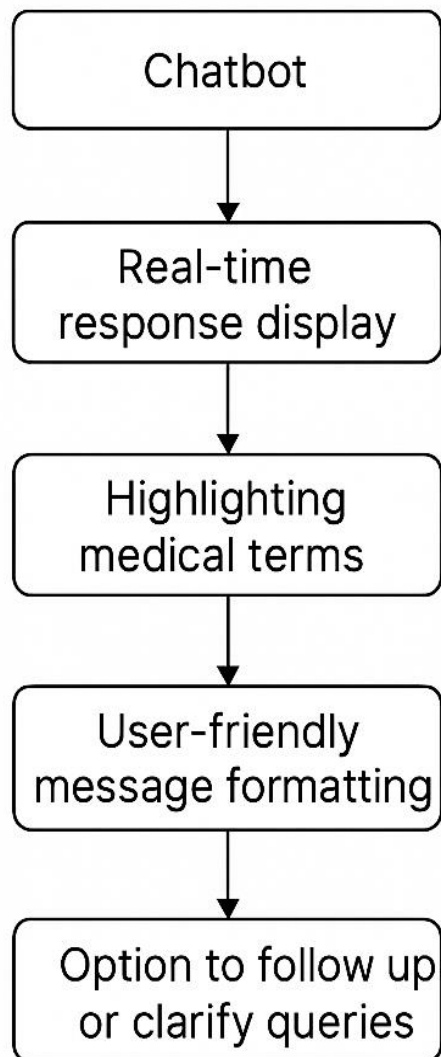 Chatbot
Real-time
response display
Highlighting
medical terms
User-friendly
message formatting
Option to follow up
or clarify queries